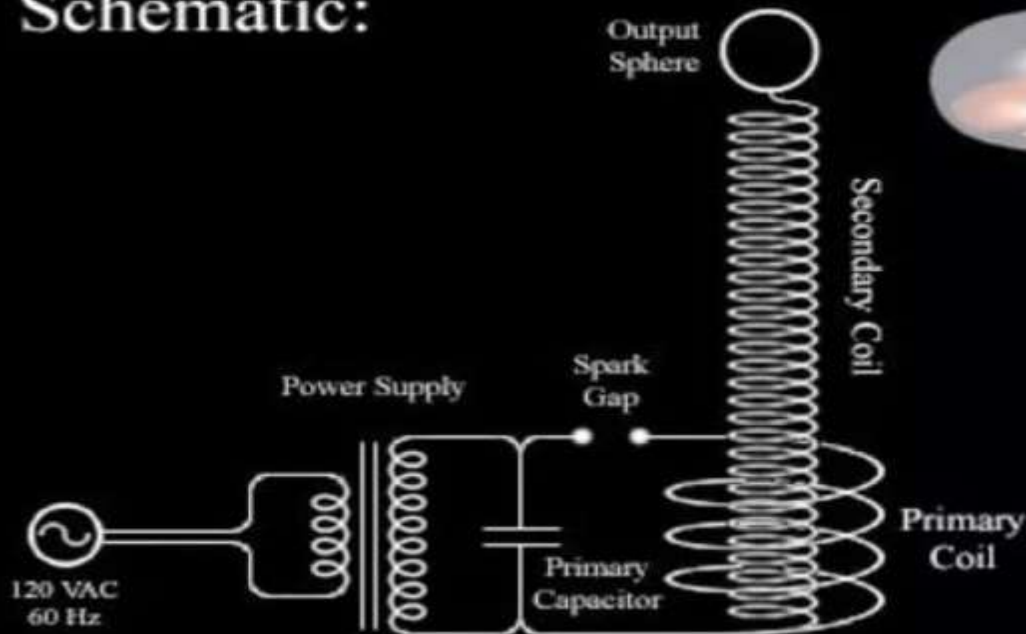 Schematic:
Output
Sphere
Secondary Coil
Spark
Gap
Power Supply
Primary
Coil
Primary
Capacitor
120 VAC
60 Hz